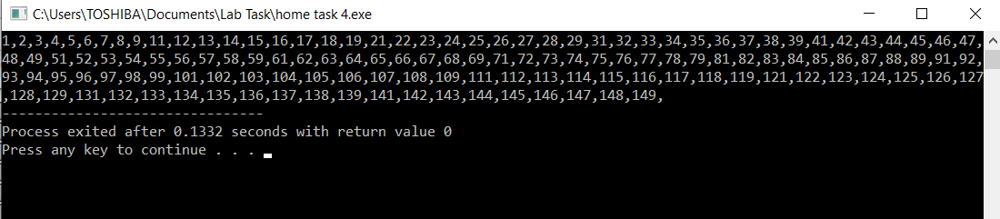 C:\Users\TOSHIBA\Documents\Lab Task\home task 4.exe
1,2,3,4,5,6,7,8,9,11,12,13,14,15,16,17,18,19,21,22,23,24,25,26,27,28,29,31,32,33,34,35,36,37,38,39,41,42,43,44,45,46,47,
48,49,51,52,53,54,55,56,57,58,59,61,62,63,64,65,66,67,68,69,71,72,73,74,75,76,77,78,79,81,82,83,84,85,86,87,88,89,91,92,
93,94,95,96,97,98,99,101,102,103,104,105,106,107,108,109,111,112,113,114,115,116,117,118,119,121,122,123,124,125,126,127
,128,129,131,132,133,134,135,136,137,138,139,141,142,143,144,145,146,147,148,149,
--------------------------------
Process exited after 0.1332 seconds with return value 0
Press any key to continue . . .